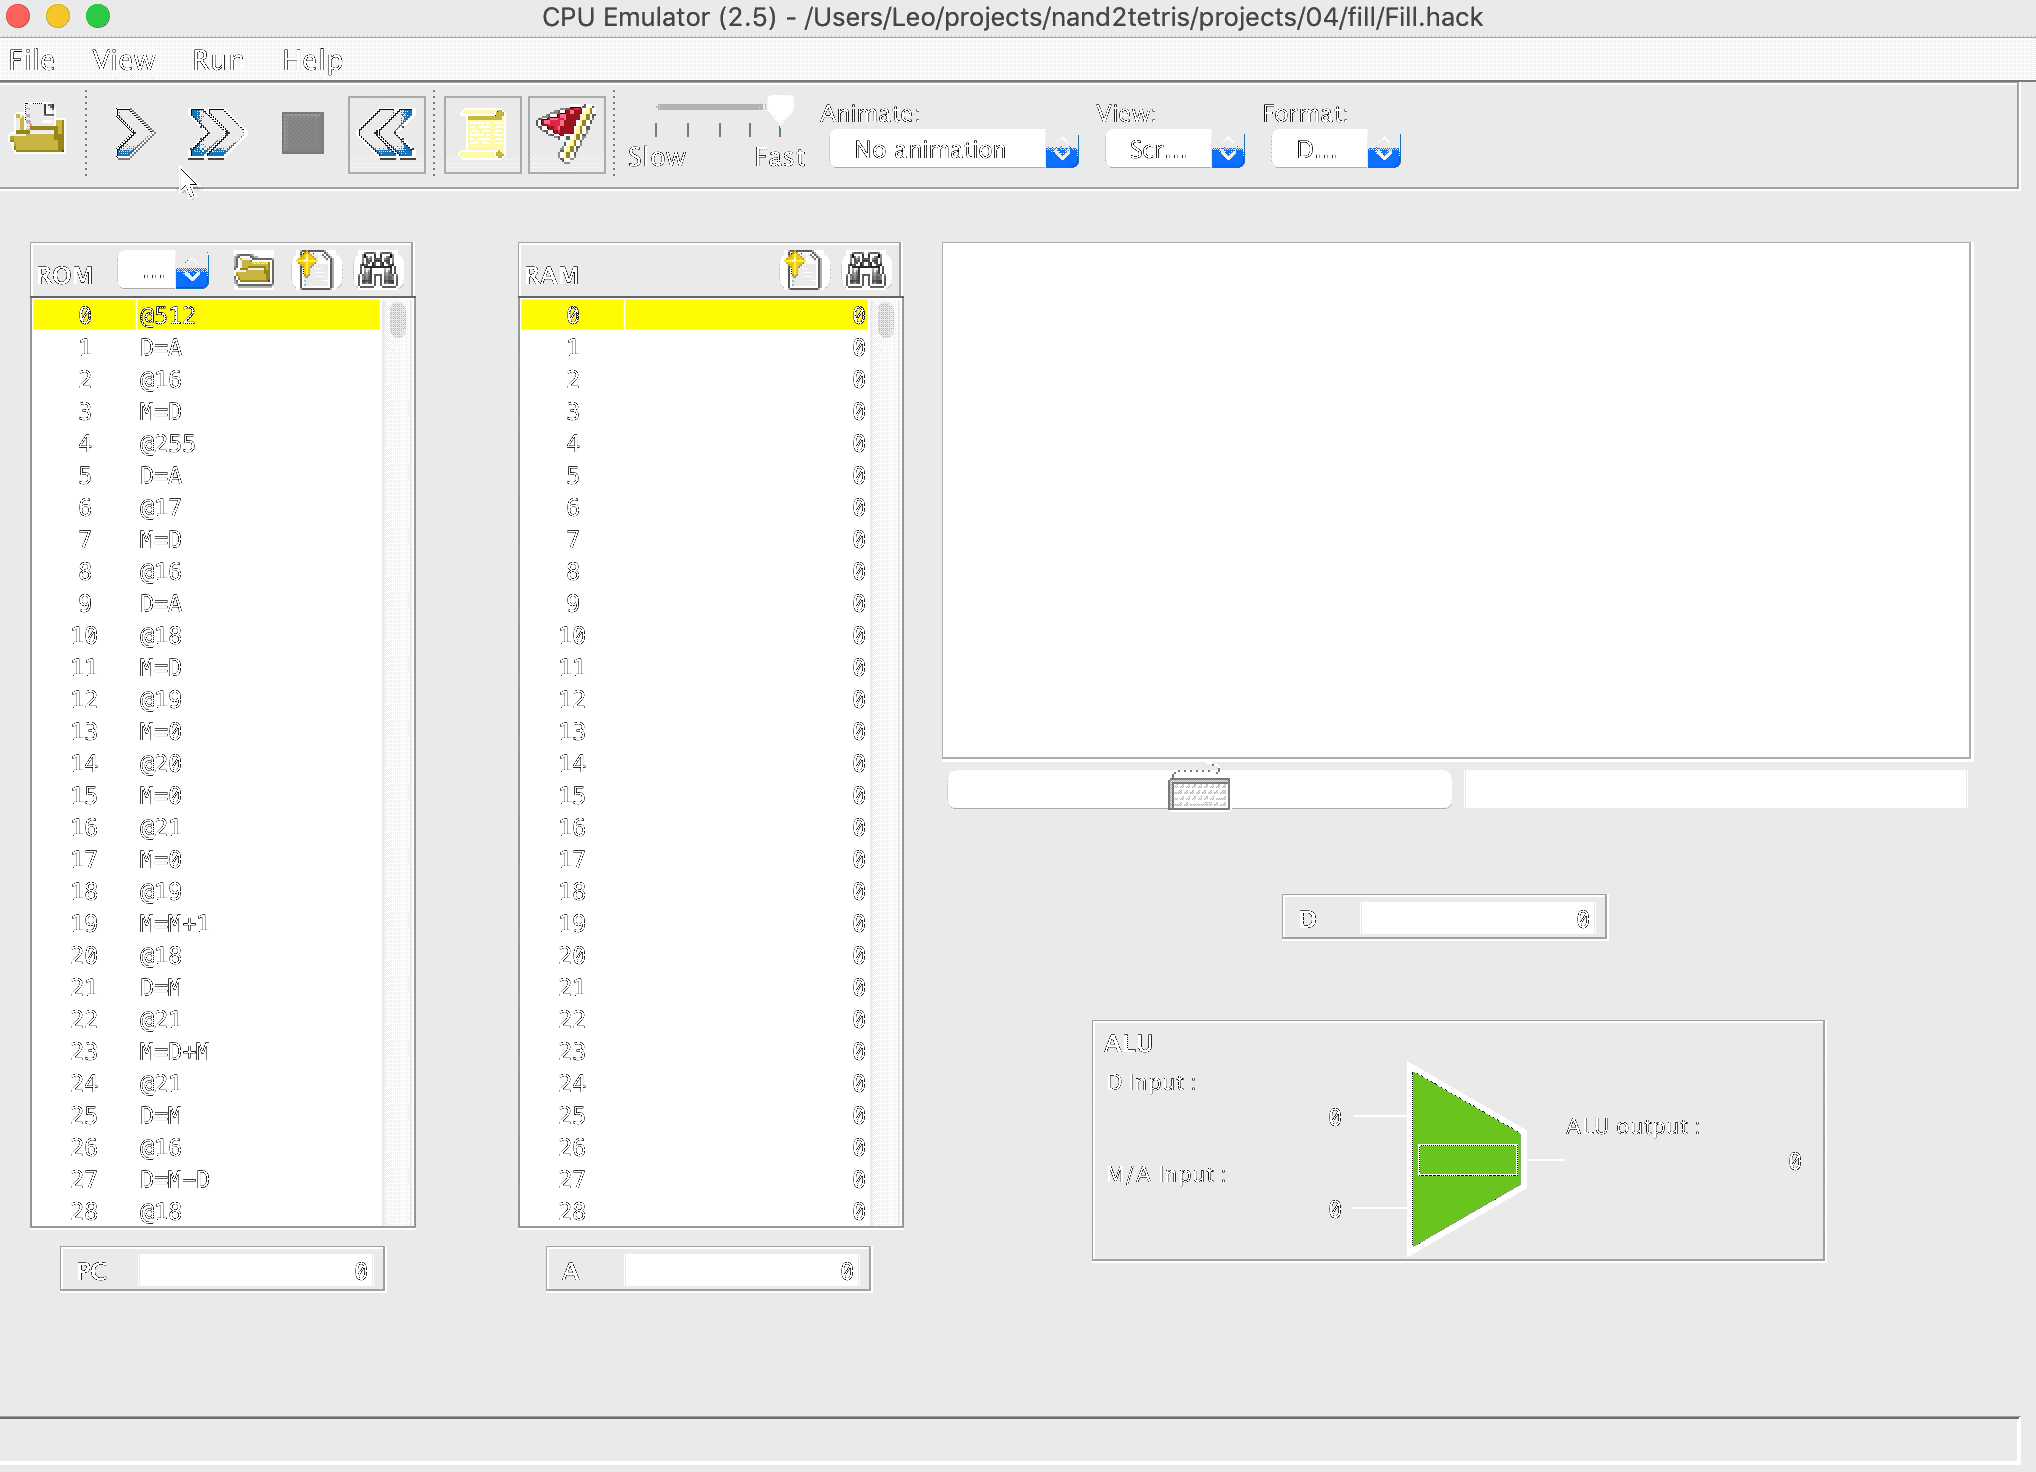 CPU Emulator (2.5) - /Users/Leo/projects/nand2tetris/projects/04/fill/Fill.hack
File View Run Help
Slow Fast
Animate: View: Format:
No animation Scr... D...
ROM ...
0 @512
1 D=A
2 @16
3 M=D
4 @255
5 D=A
6 @17
7 M=D
8 @16
9 D=A
10 @18
11 M=D
12 @19
13 M=0
14 @20
15 M=0
16 @21
17 M=0
18 @19
19 M=M+1
20 @18
21 D=M
22 @21
23 M=D+M
24 @21
25 D=M
26 @16
27 D=M-D
28 @18
PC 0
RAM
0 0
1 0
2 0
3 0
4 0
5 0
6 0
7 0
8 0
9 0
10 0
11 0
12 0
13 0
14 0
15 0
16 0
17 0
18 0
19 0
20 0
21 0
22 0
23 0
24 0
25 0
26 0
27 0
28 0
A 0
D 0
ALU
D Input :
0
M/A Input :
0
ALU output :
0